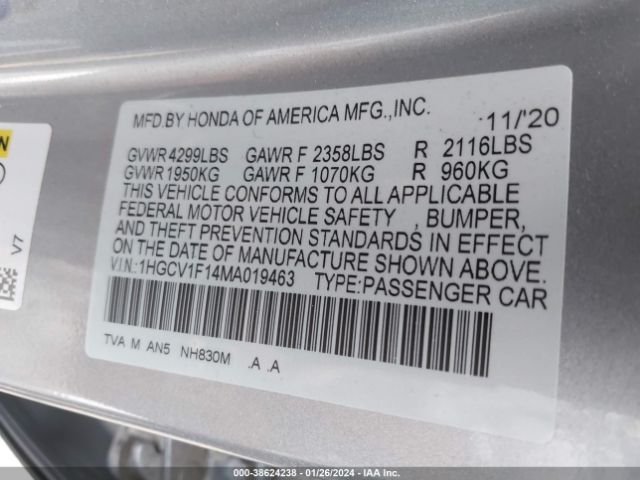 MFD.BY HONDA OF AMERICA MFG.,INC. 11/'20
GVWR 4299LBS GAWR F 2358LBS R 2116LBS
GVWR 1950KG GAWR F 1070KG R 960KG
THIS VEHICLE CONFORMS TO ALL APPLICABLE
FEDERAL MOTOR VEHICLE SAFETY , BUMPER,
AND THEFT PREVENTION STANDARDS IN EFFECT
ON THE DATE OF MANUFACTURE SHOWN ABOVE.
V.I.N.:1HGCV1F14MA019463 TYPE:PASSENGER CAR
TVA M AN5 NH830M .A .A
V7
000-38624238 - 01/26/2024 - IAA Inc.